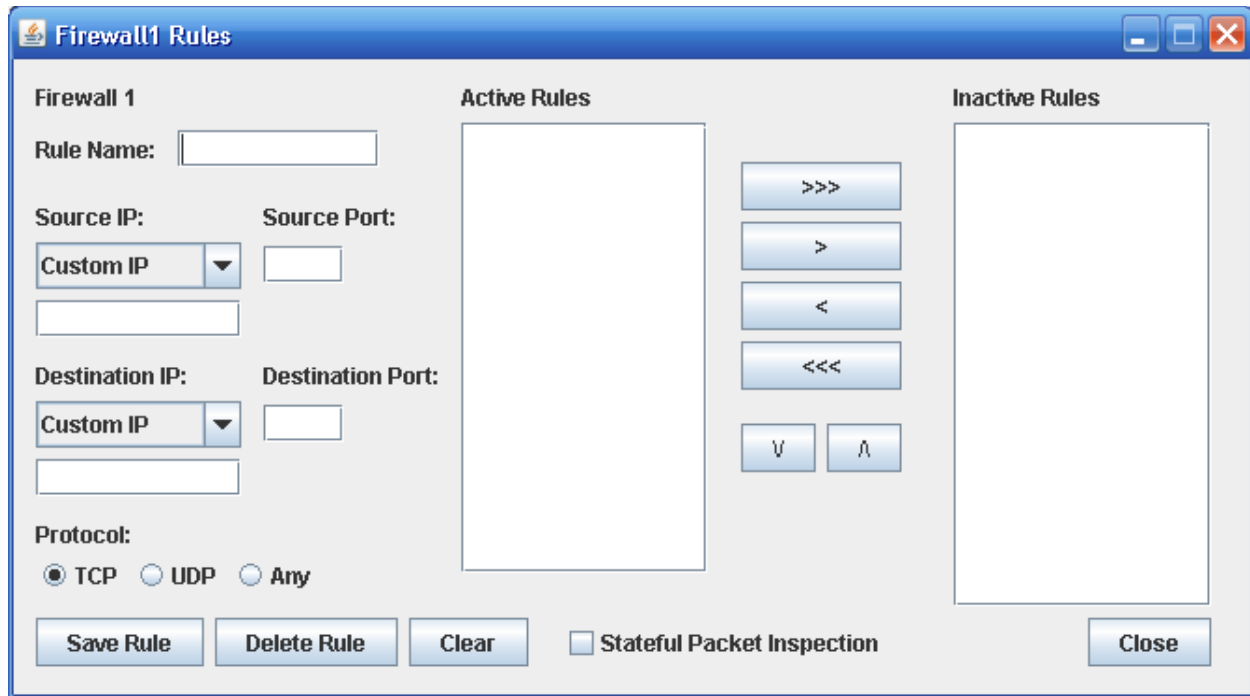 Firewall1 Rules
Firewall 1
Active Rules
Inactive Rules
Rule Name:
Source IP:
Source Port:
Custom IP
Destination IP:
Destination Port:
Custom IP
Protocol:
TCP
UDP
Any
>>>
>
<
<<<
V
Λ
Save Rule
Delete Rule
Clear
Stateful Packet Inspection
Close